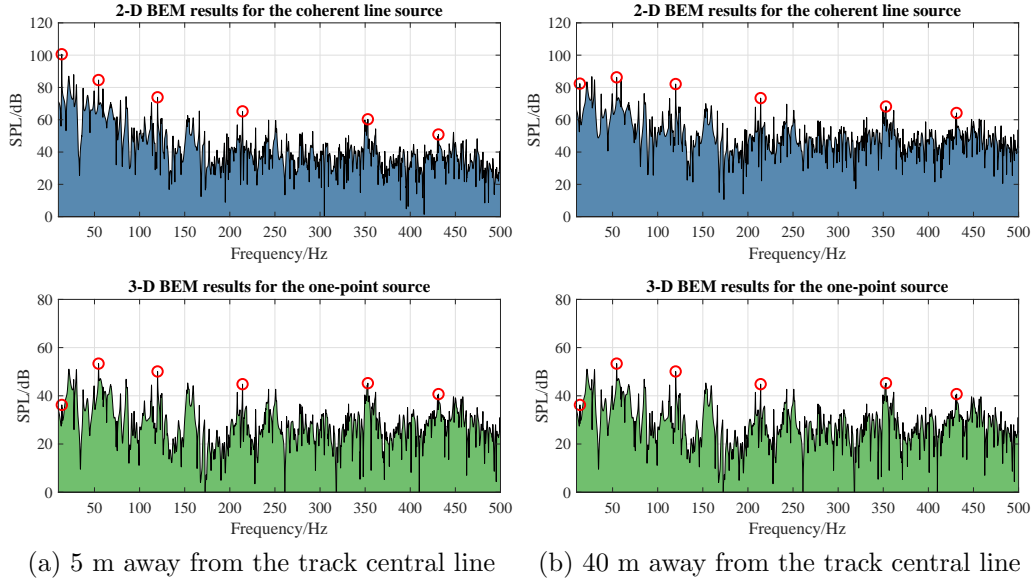 2-D BEM results for the coherent line source
120
100
80
60
40
20
0
SPL/dB
50 100 150 200 250 300 350 400 450 500
Frequency/Hz
2-D BEM results for the coherent line source
120
100
80
60
40
20
0
SPL/dB
50 100 150 200 250 300 350 400 450 500
Frequency/Hz
3-D BEM results for the one-point source
80
60
40
20
0
SPL/dB
50 100 150 200 250 300 350 400 450 500
Frequency/Hz
3-D BEM results for the one-point source
80
60
40
20
0
SPL/dB
50 100 150 200 250 300 350 400 450 500
Frequency/Hz
(a) 5 m away from the track central line
(b) 40 m away from the track central line